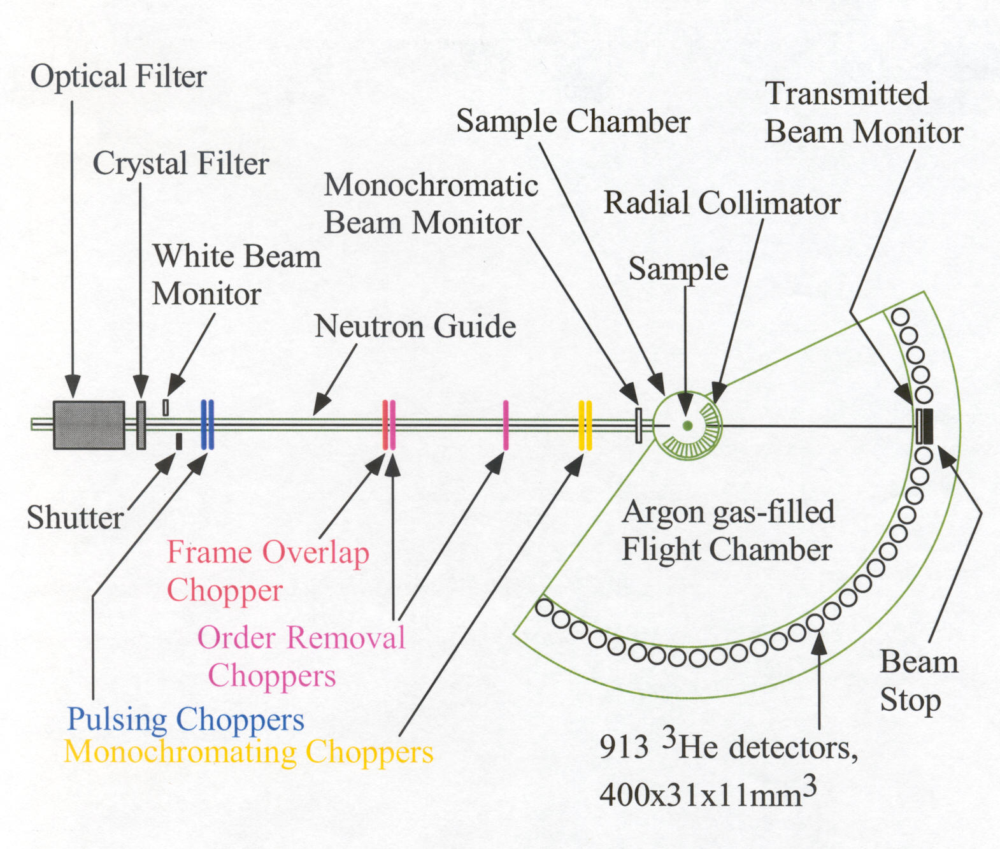 Optical Filter
Crystal Filter
White Beam
Monitor
Neutron Guide
Monochromatic
Beam Monitor
Sample Chamber
Radial Collimator
Sample
Transmitted
Beam Monitor
Shutter
Frame Overlap
Chopper
Order Removal
Choppers
Pulsing Choppers
Monochromating Choppers
Argon gas-filled
Flight Chamber
Beam
Stop
913 ³He detectors,
400x31x11mm³